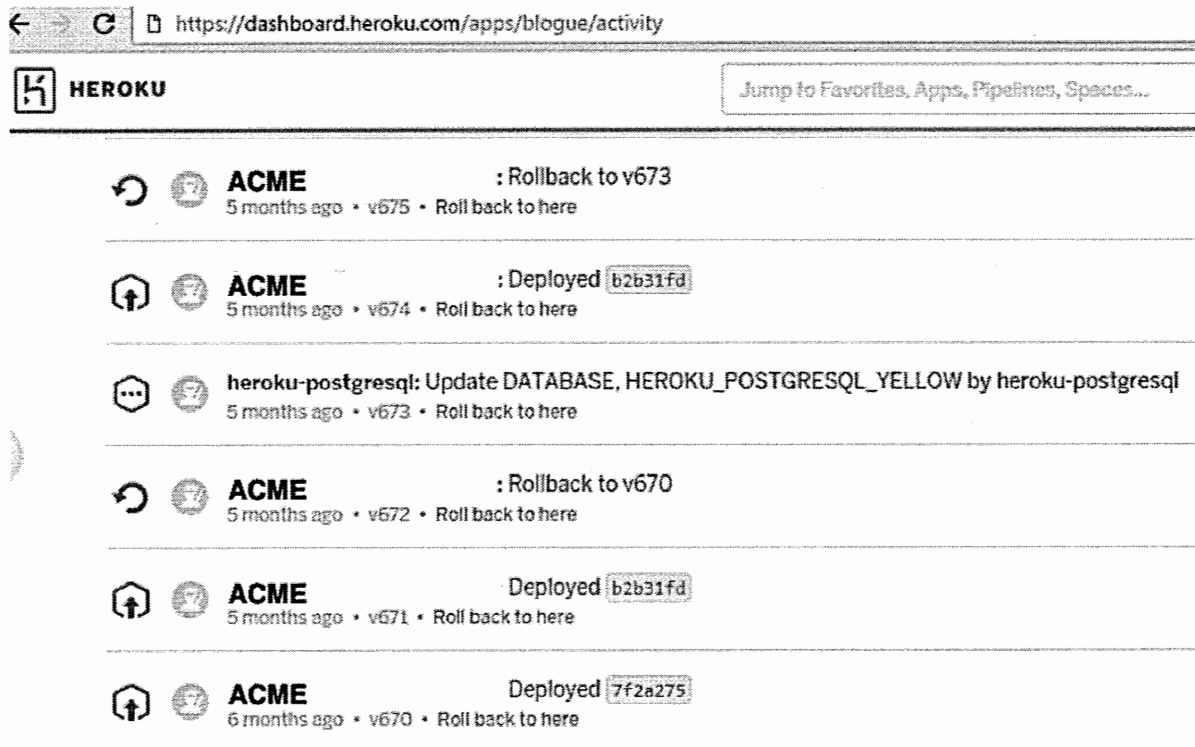 https://dashboard.heroku.com/apps/blogue/activity
HEROKU
Jump to Favorites, Apps, Pipelines, Spaces...
ACME : Rollback to v673
5 months ago • v675 • Roll back to here
ACME : Deployed b2b31fd
5 months ago • v674 • Roll back to here
heroku-postgresql: Update DATABASE, HEROKU_POSTGRESQL_YELLOW by heroku-postgresql
5 months ago • v673 • Roll back to here
ACME : Rollback to v670
5 months ago • v672 • Roll back to here
ACME Deployed b2b31fd
5 months ago • v671 • Roll back to here
ACME Deployed 7f2a275
6 months ago • v670 • Roll back to here